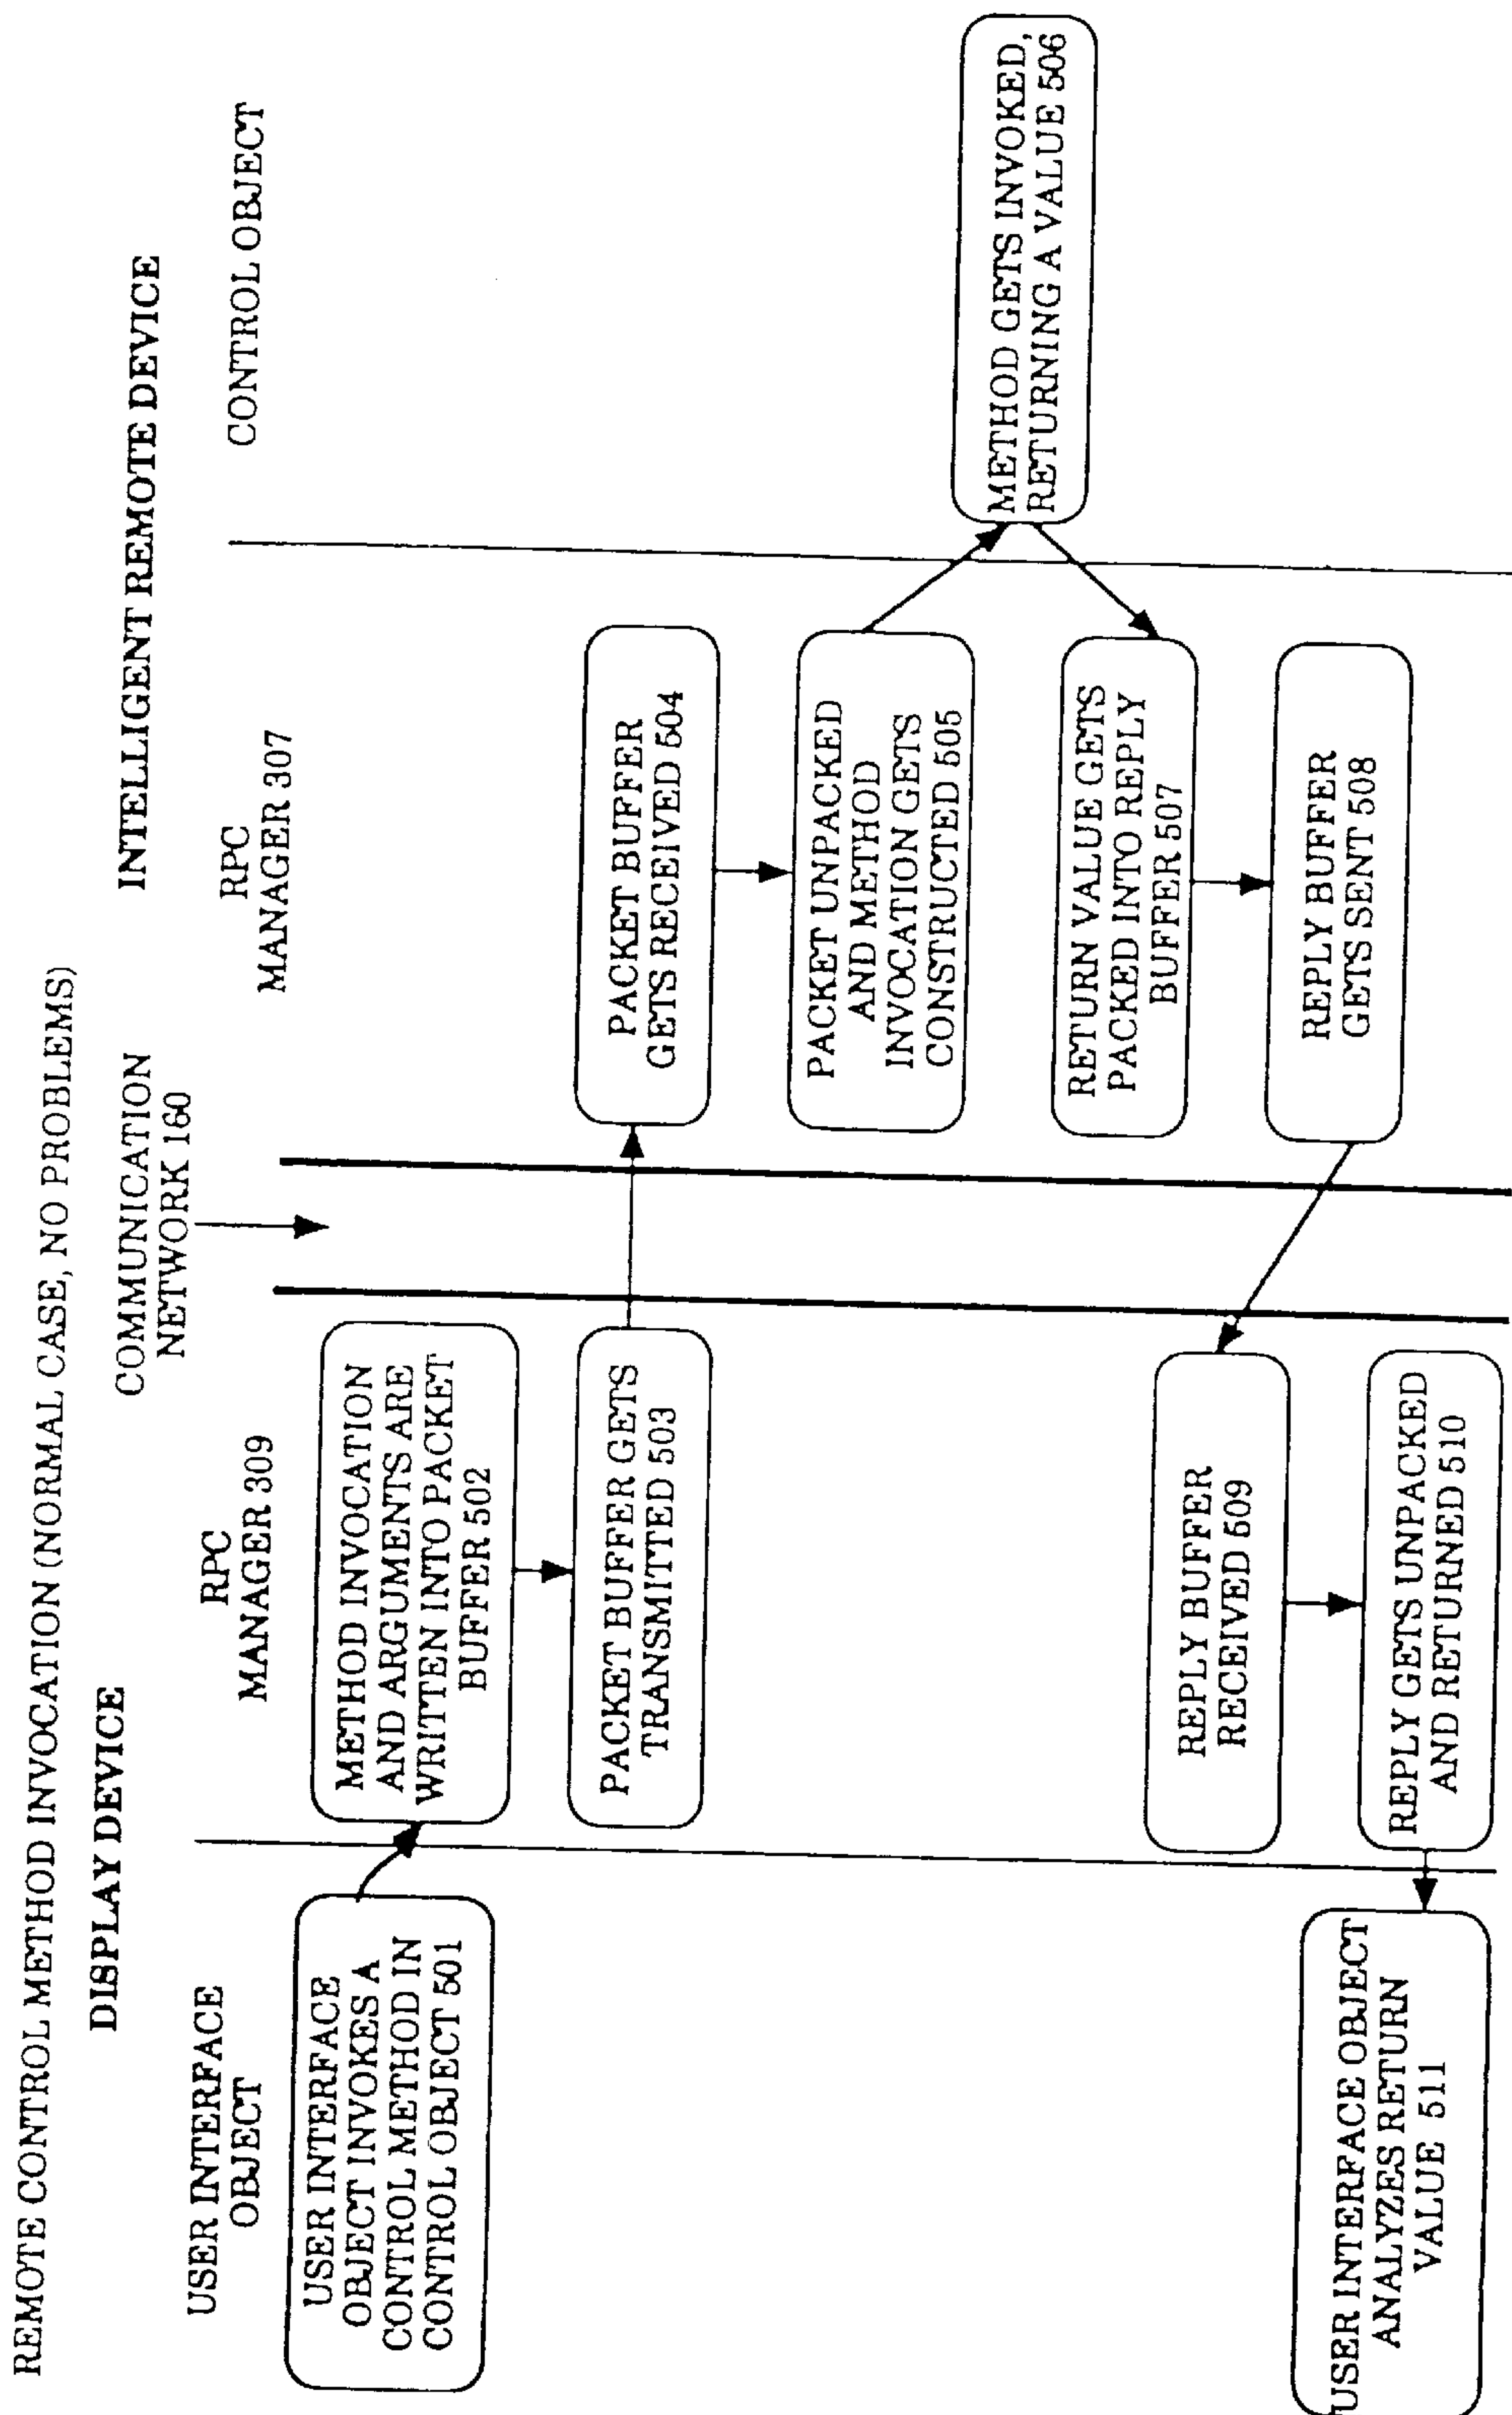 REMOTE CONTROL METHOD INVOCATION (NORMAL CASE, NO PROBLEMS)
DISPLAY DEVICE
INTELLIGENT REMOTE DEVICE
USER INTERFACE
OBJECT
RPC
MANAGER 309
COMMUNICATION
NETWORK 160
RPC
MANAGER 307
CONTROL OBJECT
USER INTERFACE
OBJECT INVOKES A
CONTROL METHOD IN
CONTROL OBJECT 501
METHOD INVOCATION
AND ARGUMENTS ARE
WRITTEN INTO PACKET
BUFFER 502
PACKET BUFFER GETS
TRANSMITTED 503
PACKET BUFFER
GETS RECEIVED 504
PACKET UNPACKED
AND METHOD
INVOCATION GETS
CONSTRUCTED 505
METHOD GETS INVOKED,
RETURNING A VALUE 506
RETURN VALUE GETS
PACKED INTO REPLY
BUFFER 507
REPLY BUFFER
GETS SENT 508
REPLY BUFFER
RECEIVED 509
REPLY GETS UNPACKED
AND RETURNED 510
USER INTERFACE OBJECT
ANALYZES RETURN
VALUE 511